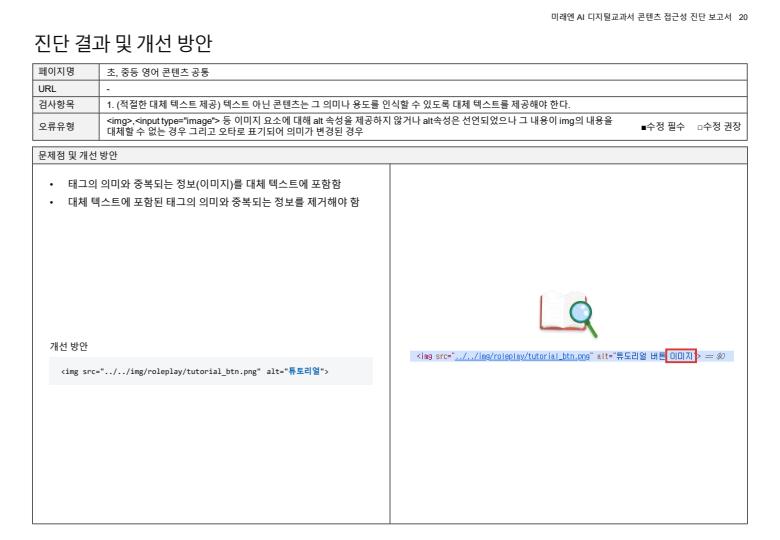 미래엔 AI 디지털교과서 콘텐츠 접근성 진단 보고서 20
진단 결과 및 개선 방안
페이지명 초, 중등 영어 콘텐츠 공통
URL -
검사항목 1. (적절한 대체 텍스트 제공) 텍스트 아닌 콘텐츠는 그 의미나 용도를 인식할 수 있도록 대체 텍스트를 제공해야 한다.
오류유형 <img>,<input type="image"> 등 이미지 요소에 대해 alt 속성을 제공하지 않거나 alt속성은 선언되었으나 그 내용이 img의 내용을
대체할 수 없는 경우 그리고 오타로 표기되어 의미가 변경된 경우
■수정 필수 □수정 권장
문제점 및 개선 방안
• 태그의 의미와 중복되는 정보(이미지)를 대체 텍스트에 포함함
• 대체 텍스트에 포함된 태그의 의미와 중복되는 정보를 제거해야 함
<img src="../../img/roleplay/tutorial_btn.png" alt="튜도리얼 버튼 이미지"> == $0
개선 방안
<img src="../../img/roleplay/tutorial_btn.png" alt="튜토리얼">